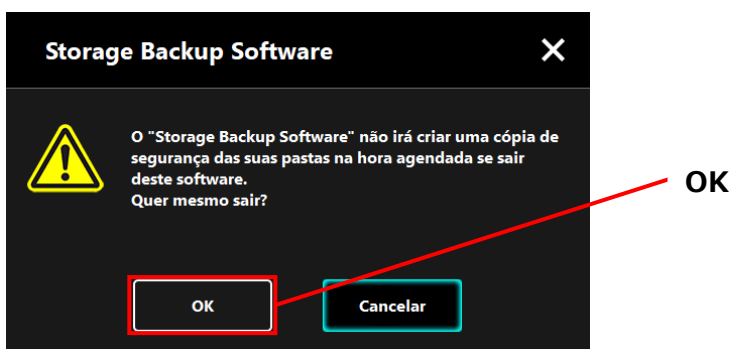 Storage Backup Software
O "Storage Backup Software" não irá criar uma cópia de
segurança das suas pastas na hora agendada se sair
deste software.
Quer mesmo sair?
OK
OK
Cancelar